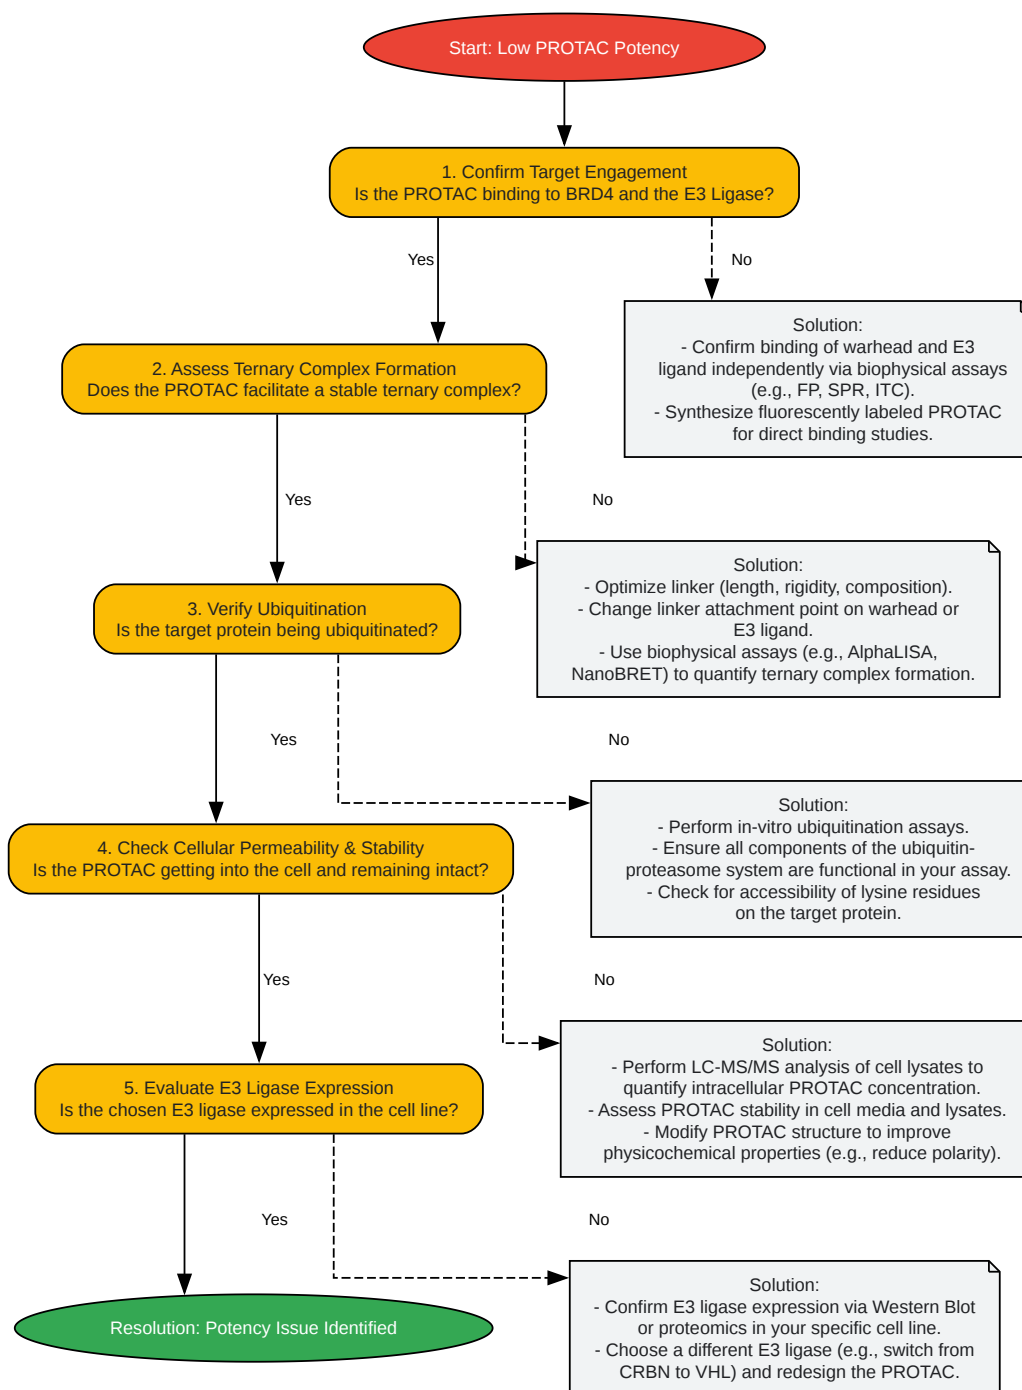 Start: Low PROTAC Potency
1. Confirm Target Engagement
Is the PROTAC binding to BRD4 and the E3 Ligase?
Yes
No
Solution:
- Confirm binding of warhead and E3
ligand independently via biophysical assays
(e.g., FP, SPR, ITC).
- Synthesize fluorescently labeled PROTAC
for direct binding studies.
2. Assess Ternary Complex Formation
Does the PROTAC facilitate a stable ternary complex?
Yes
No
Solution:
- Optimize linker (length, rigidity, composition).
- Change linker attachment point on warhead or
E3 ligand.
- Use biophysical assays (e.g., AlphaLISA,
NanoBRET) to quantify ternary complex formation.
3. Verify Ubiquitination
Is the target protein being ubiquitinated?
Yes
No
Solution:
- Perform in-vitro ubiquitination assays.
- Ensure all components of the ubiquitin-
proteasome system are functional in your assay.
- Check for accessibility of lysine residues
on the target protein.
4. Check Cellular Permeability & Stability
Is the PROTAC getting into the cell and remaining intact?
Yes
No
Solution:
- Perform LC-MS/MS analysis of cell lysates to
quantify intracellular PROTAC concentration.
- Assess PROTAC stability in cell media and lysates.
- Modify PROTAC structure to improve
physicochemical properties (e.g., reduce polarity).
5. Evaluate E3 Ligase Expression
Is the chosen E3 ligase expressed in the cell line?
Yes
No
Solution:
- Confirm E3 ligase expression via Western Blot
or proteomics in your specific cell line.
- Choose a different E3 ligase (e.g., switch from
CRBN to VHL) and redesign the PROTAC.
Resolution: Potency Issue Identified